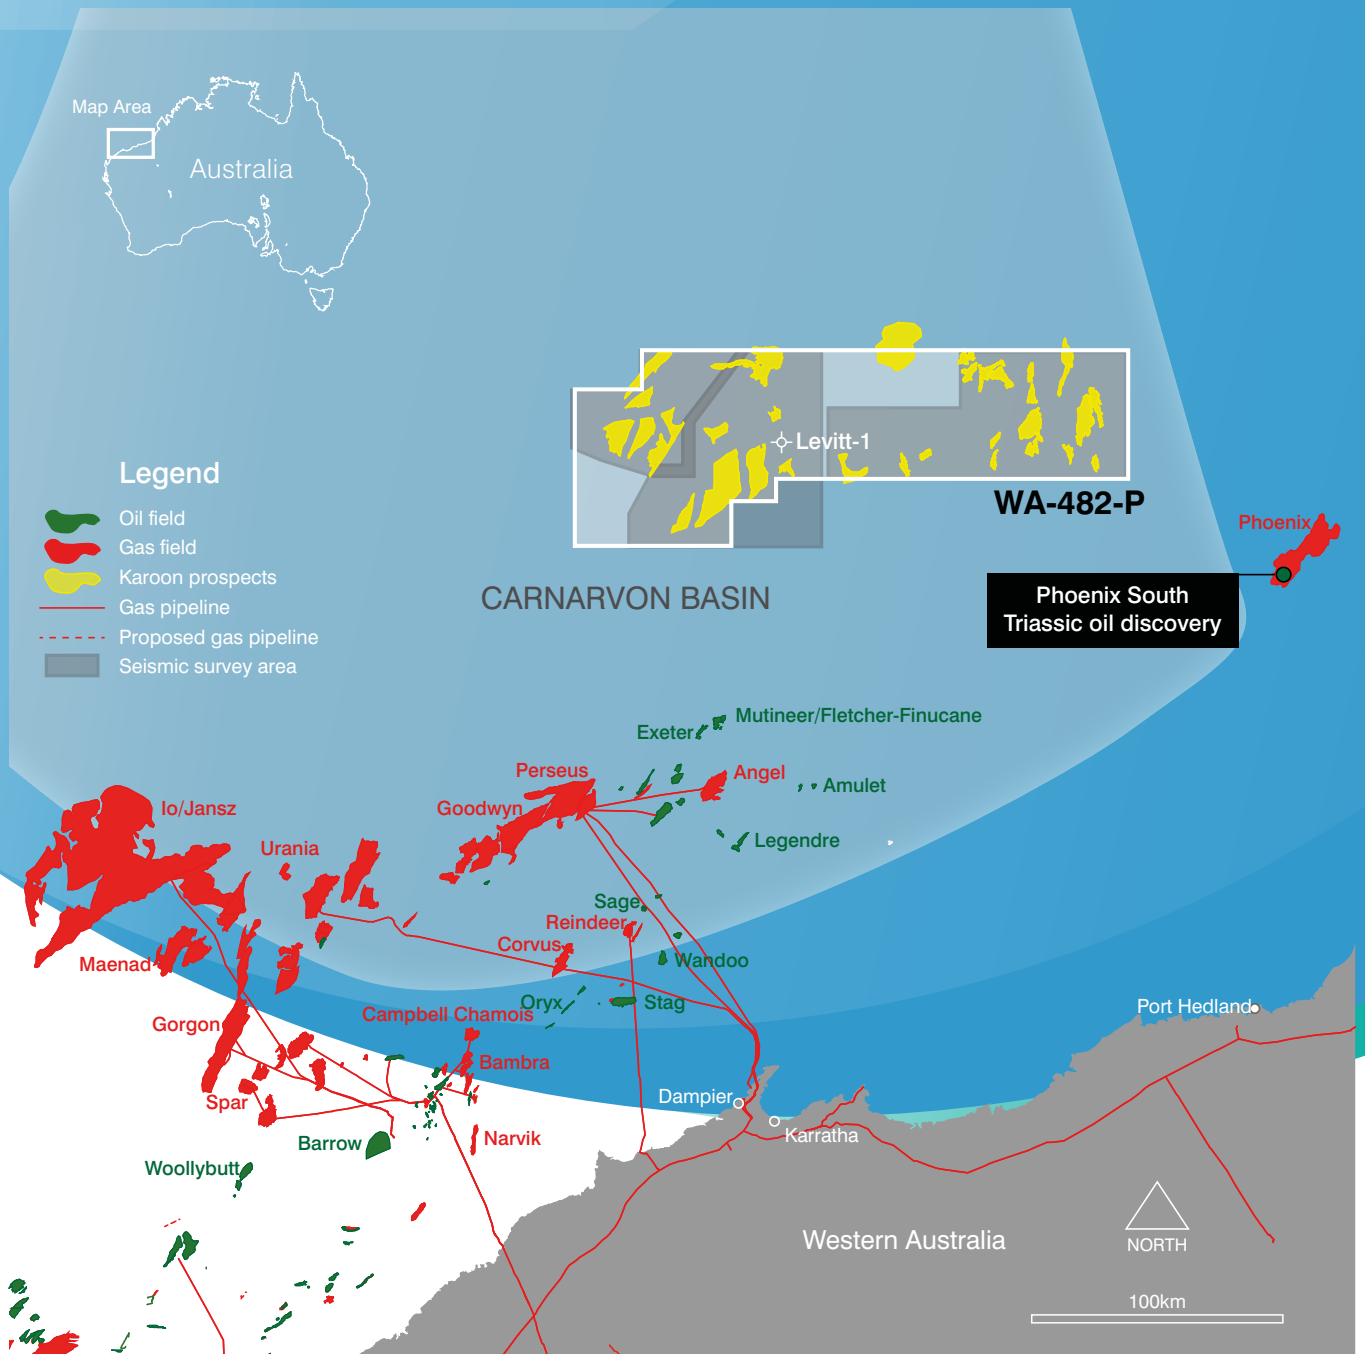 Map Area
Australia
Levitt-1
Legend
Oil field
Gas field
Karoon prospects
Gas pipeline
Proposed gas pipeline
Seismic survey area
WA-482-P
Phoenix
CARNARVON BASIN
Phoenix South
Triassic oil discovery
Mutineer/Fletcher-Finucane
Exeter
Perseus
Angel
Amulet
Io/Jansz
Goodwyn
Urania
Legendre
Sage
Reindeer
Corvus
Wandoo
Maenad
Oryx
Stag
Port Hedland
Campbell Chamois
Gorgon
Bambra
Spar
Dampier
Karratha
Barrow
Narvik
Woollybutt
Western Australia
NORTH
100km